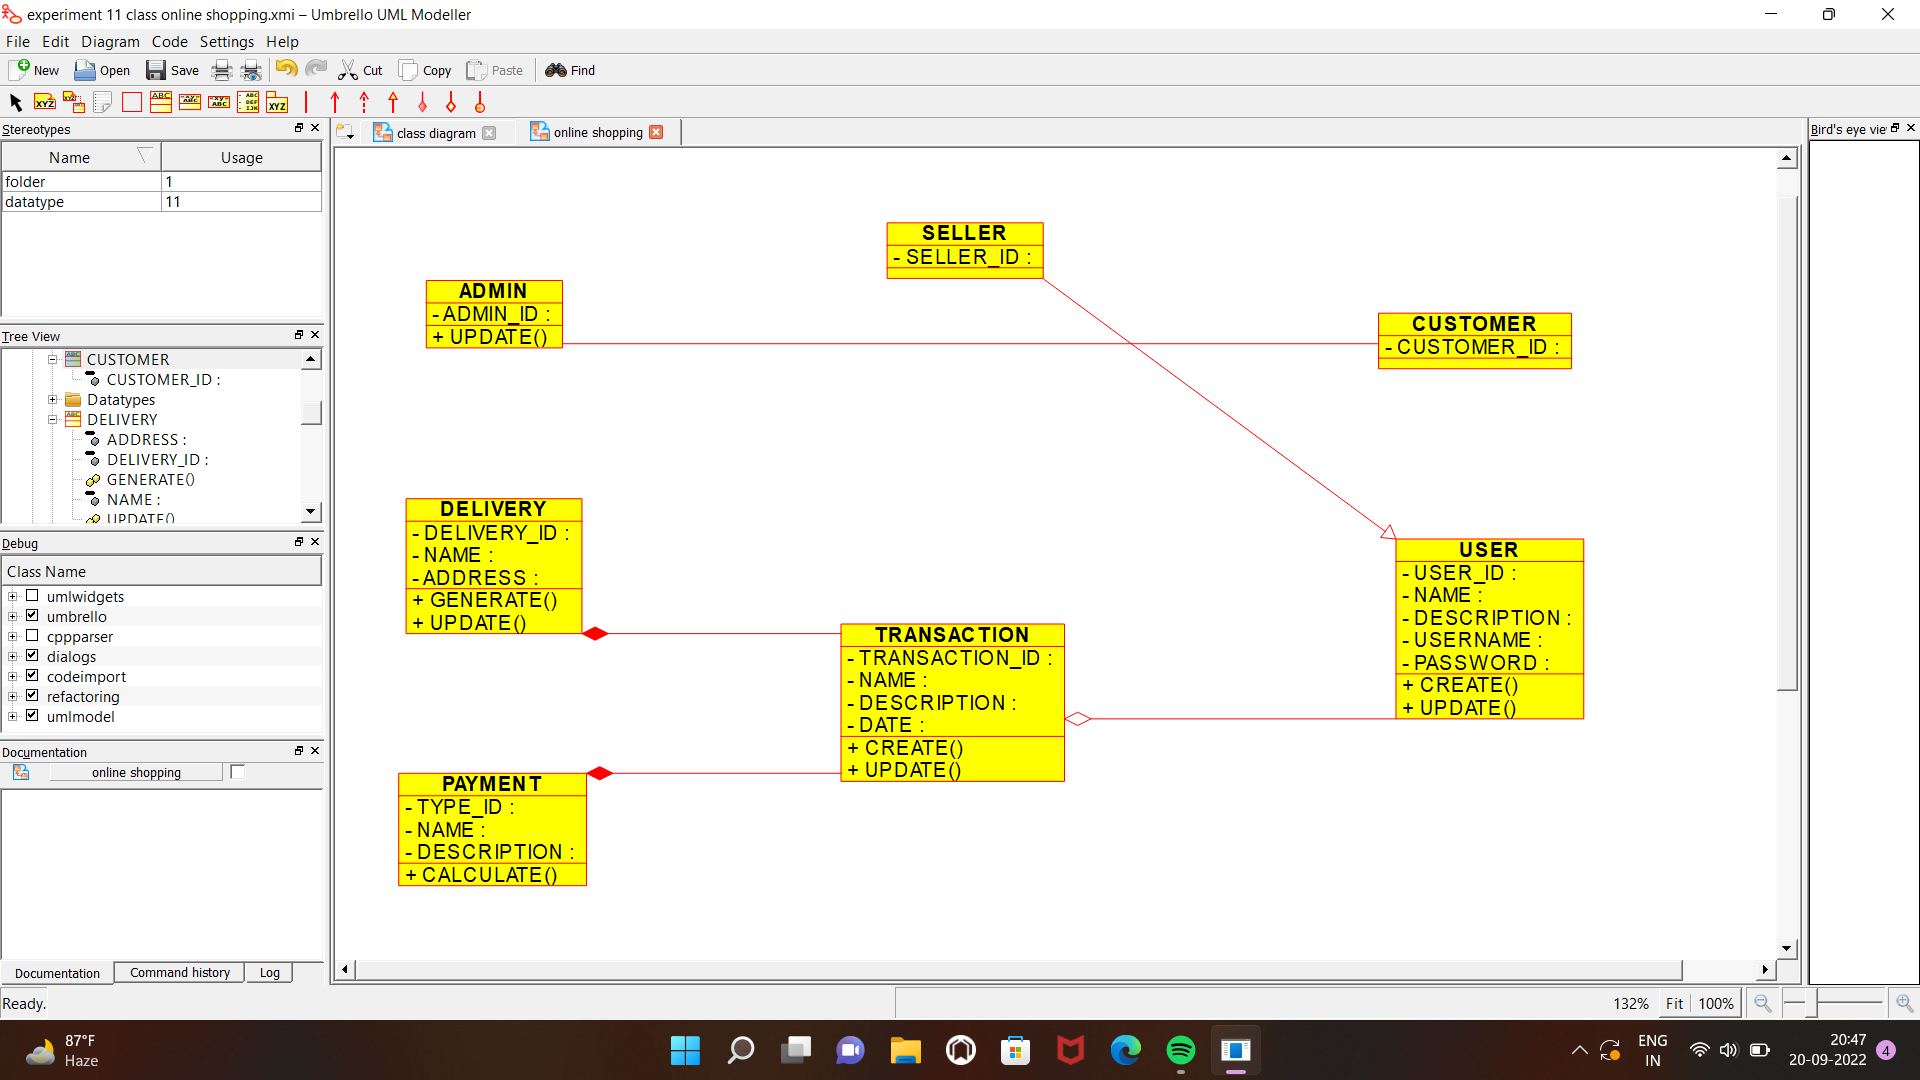 experiment 11 class online shopping.xmi – Umbrello UML Modeller
File Edit Diagram Code Settings Help
New Open Save Cut Copy Paste Find
Stereotypes
Name Usage
folder 1
datatype 11
Tree View
CUSTOMER
CUSTOMER_ID :
Datatypes
DELIVERY
ADDRESS :
DELIVERY_ID :
GENERATE()
NAME :
UPDATE()
Debug
Class Name
umlwidgets
umbrello
cppparser
dialogs
codeimport
refactoring
umlmodel
Documentation
online shopping
Documentation Command history Log
Ready.
class diagram online shopping
SELLER
- SELLER_ID :
ADMIN
- ADMIN_ID :
+ UPDATE()
CUSTOMER
- CUSTOMER_ID :
DELIVERY
- DELIVERY_ID :
- NAME :
- ADDRESS :
+ GENERATE()
+ UPDATE()
USER
- USER_ID :
- NAME :
- DESCRIPTION :
- USERNAME :
- PASSWORD :
+ CREATE()
+ UPDATE()
TRANSACTION
- TRANSACTION_ID :
- NAME :
- DESCRIPTION :
- DATE :
+ CREATE()
+ UPDATE()
PAYMENT
- TYPE_ID :
- NAME :
- DESCRIPTION :
+ CALCULATE()
Bird's eye vie
132% Fit 100%
87°F
Haze
ENG
IN
20:47
20-09-2022
4